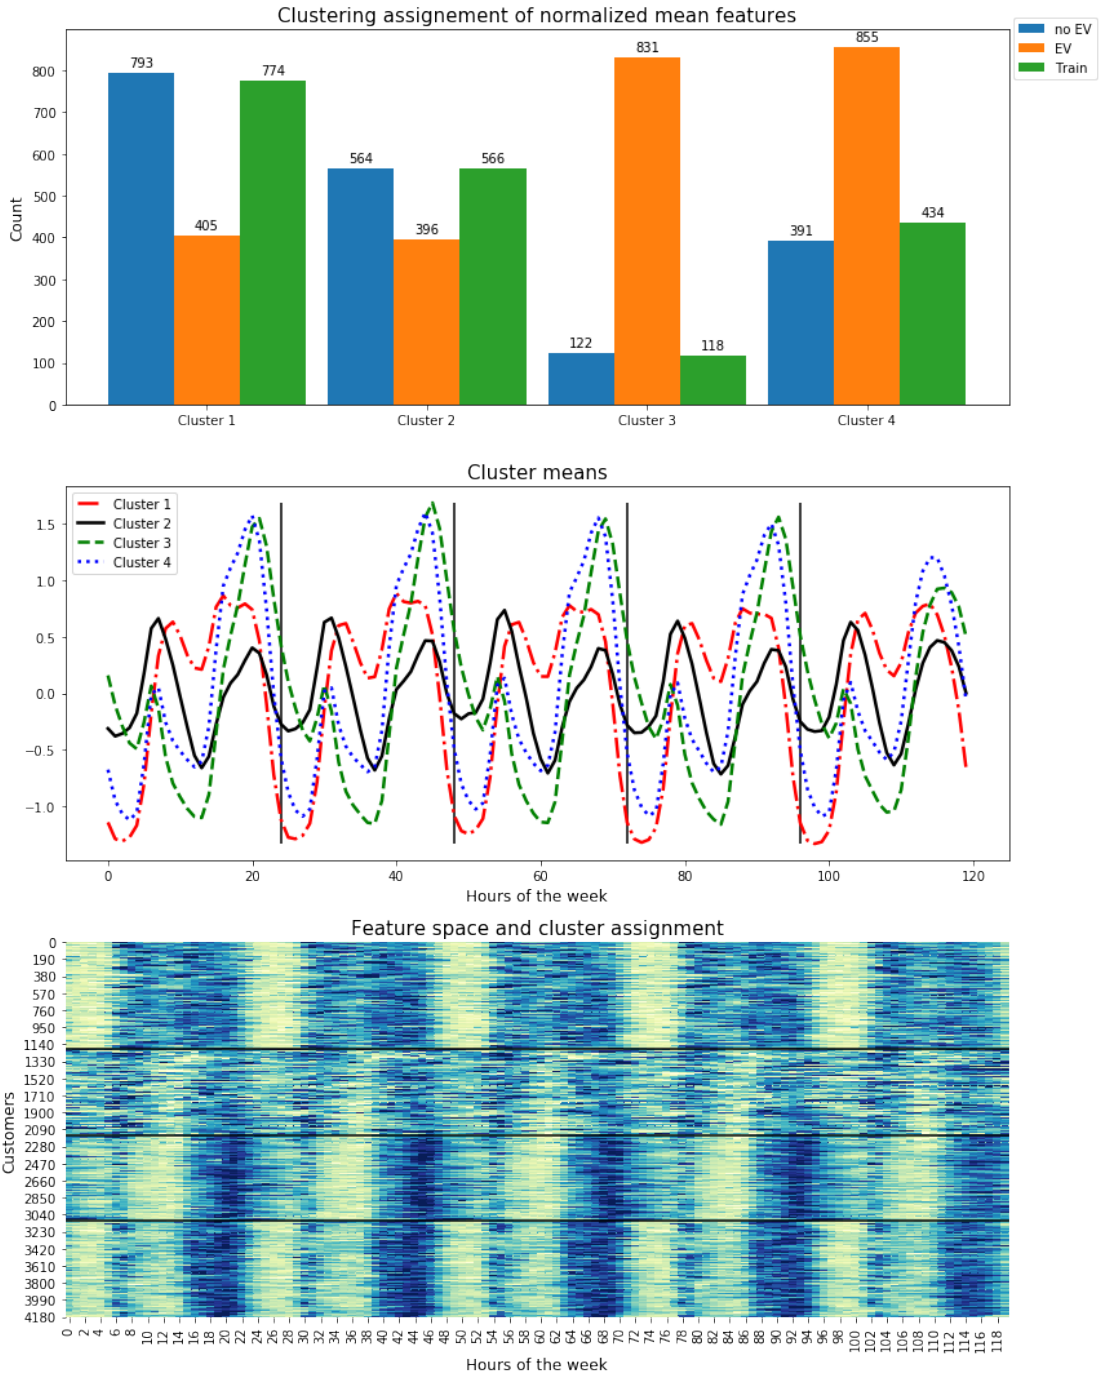 Clustering assignement of normalized mean features
no EV
EV
Train
Count
800
700
600
500
400
300
200
100
0
793
405
774
564
396
566
122
831
118
391
855
434
Cluster 1
Cluster 2
Cluster 3
Cluster 4
Cluster means
Cluster 1
Cluster 2
Cluster 3
Cluster 4
1.5
1.0
0.5
0.0
−0.5
−1.0
0 20 40 60 80 100 120
Hours of the week
Feature space and cluster assignment
Customers
0
190
380
570
760
950
1140
1330
1520
1710
1900
2090
2280
2470
2660
2850
3040
3230
3420
3610
3800
3990
4180
0 2 4 6 8 10 12 14 16 18 20 22 24 26 28 30 32 34 36 38 40 42 44 46 48 50 52 54 56 58 60 62 64 66 68 70 72 74 76 78 80 82 84 86 88 90 92 94 96 98 100 102 104 106 108 110 112 114 116 118
Hours of the week